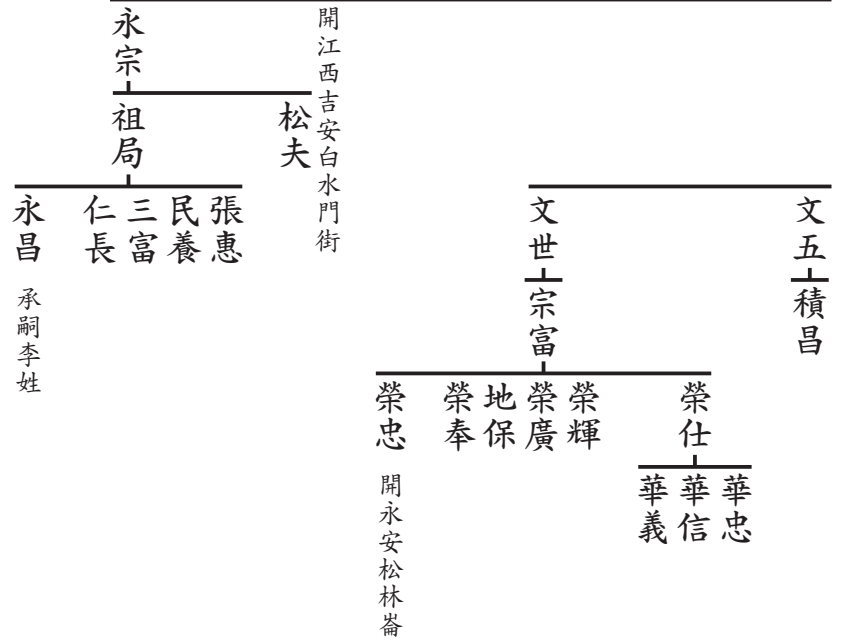 文五
積昌
文世
宗富
榮仕
華忠
華信
華義
榮輝
榮廣
地保
榮奉
榮忠
開永安松林崙
松夫
開江西吉安白水門街
永宗
祖局
張惠
民養
三富
仁長
永昌
承嗣李姓